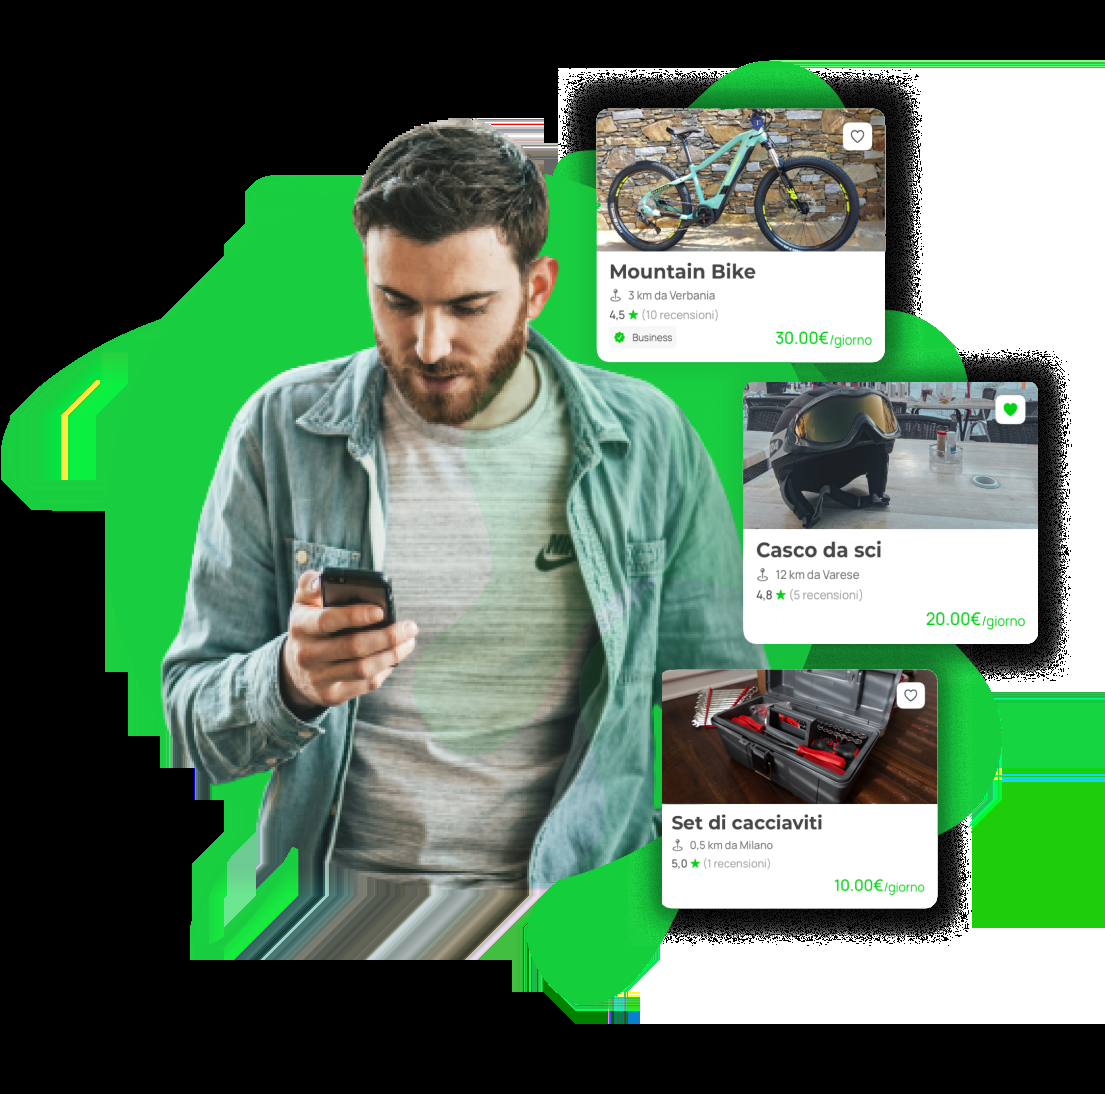 Mountain Bike
3 km da Verbania
4,5 ★ (10 recensioni)
Business
30.00€/giorno
Casco da sci
12 km da Varese
4,8 ★ (5 recensioni)
20.00€/giorno
Set di cacciaviti
0,5 km da Milano
5,0 ★ (1 recensioni)
10.00€/giorno